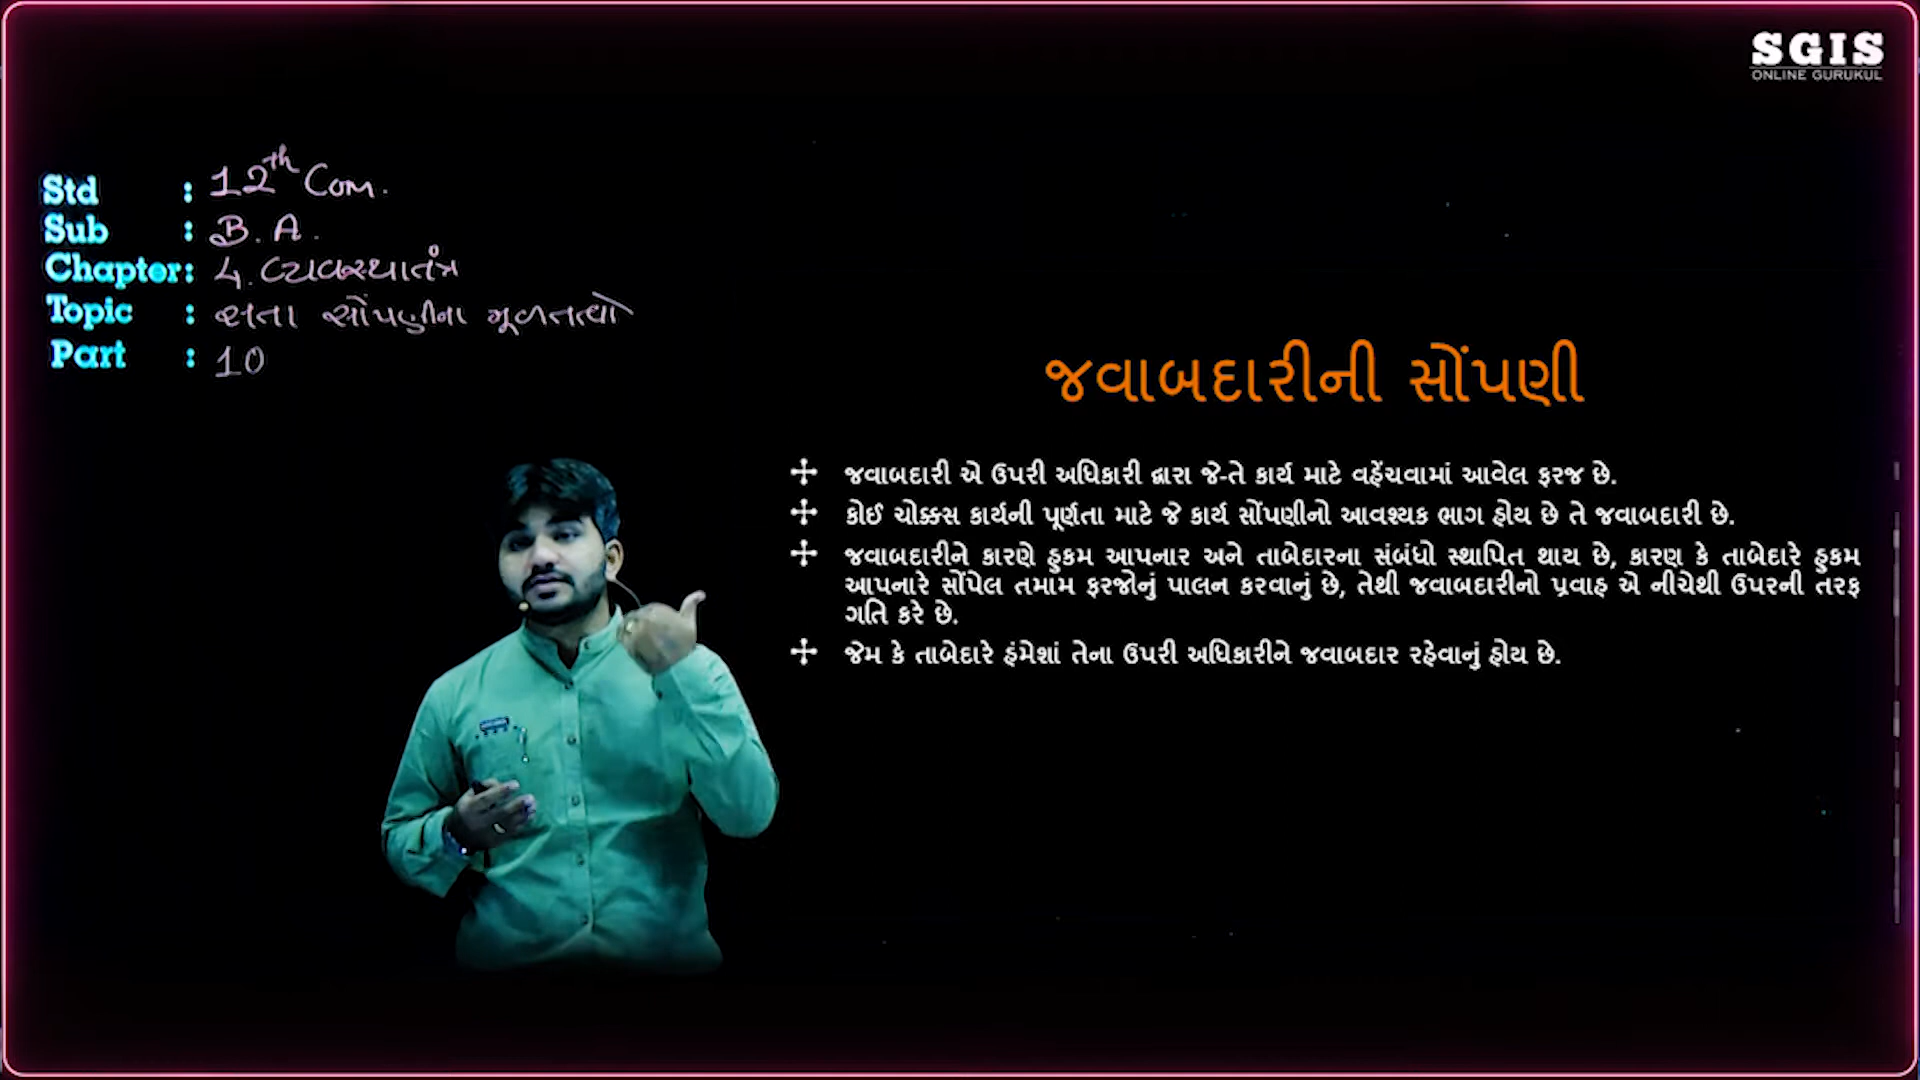 SGIS
ONLINE GURUKUL
Std : 12th Com.
Sub : B. A.
Chapter : 4. વ્યવસ્થાતંત્ર
Topic : સતા સોંપણીના મૂળતત્વો
Part : 10
જવાબદારીની સોંપણી
જવાબદારી એ ઉપરી અધિકારી દ્વારા જે-તે કાર્ય માટે વહેંચવામાં આવેલ ફરજ છે.
કોઈ ચોક્કસ કાર્યની પૂર્ણતા માટે જે કાર્ય સોંપણીનો આવશ્યક ભાગ હોય છે તે જવાબદારી છે.
જવાબદારીને કારણે હુકમ આપનાર અને તાબેદારના સંબંધો સ્થાપિત થાય છે, કારણ કે તાબેદારે હુકમ
આપનારે સોંપેલ તમામ ફરજોનું પાલન કરવાનું છે, તેથી જવાબદારીનો પ્રવાહ એ નીચેથી ઉપરની તરફ
ગતિ કરે છે.
જેમ કે તાબેદારે હંમેશાં તેના ઉપરી અધિકારીને જવાબદાર રહેવાનું હોય છે.